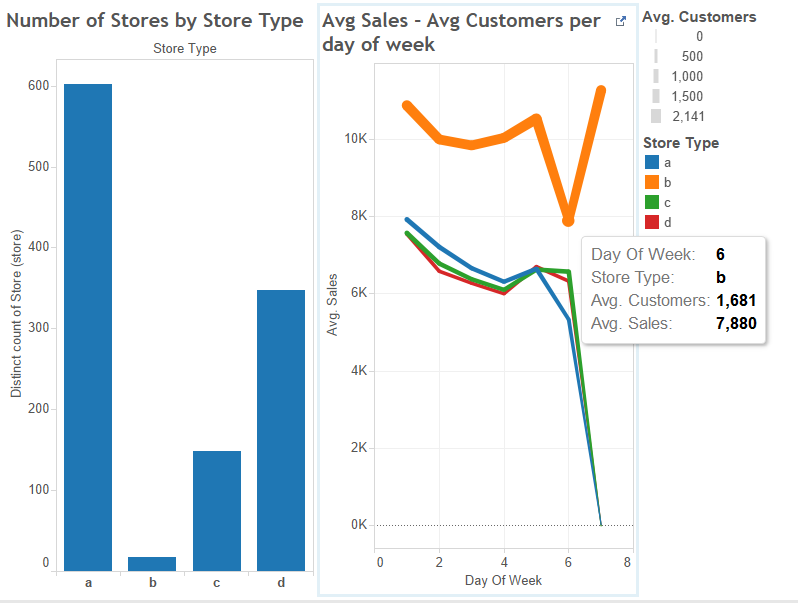 Number of Stores by Store Type
Store Type
600
500
400
300
200
100
0
Distinct count of Store (store)
a
b
c
d
Avg Sales - Avg Customers per
day of week
10K
8K
6K
4K
2K
0K
Avg. Sales
0
2
4
6
8
Day Of Week
Avg. Customers
0
500
1,000
1,500
2,141
Store Type
a
b
c
d
Day Of Week: 6
Store Type: b
Avg. Customers: 1,681
Avg. Sales: 7,880